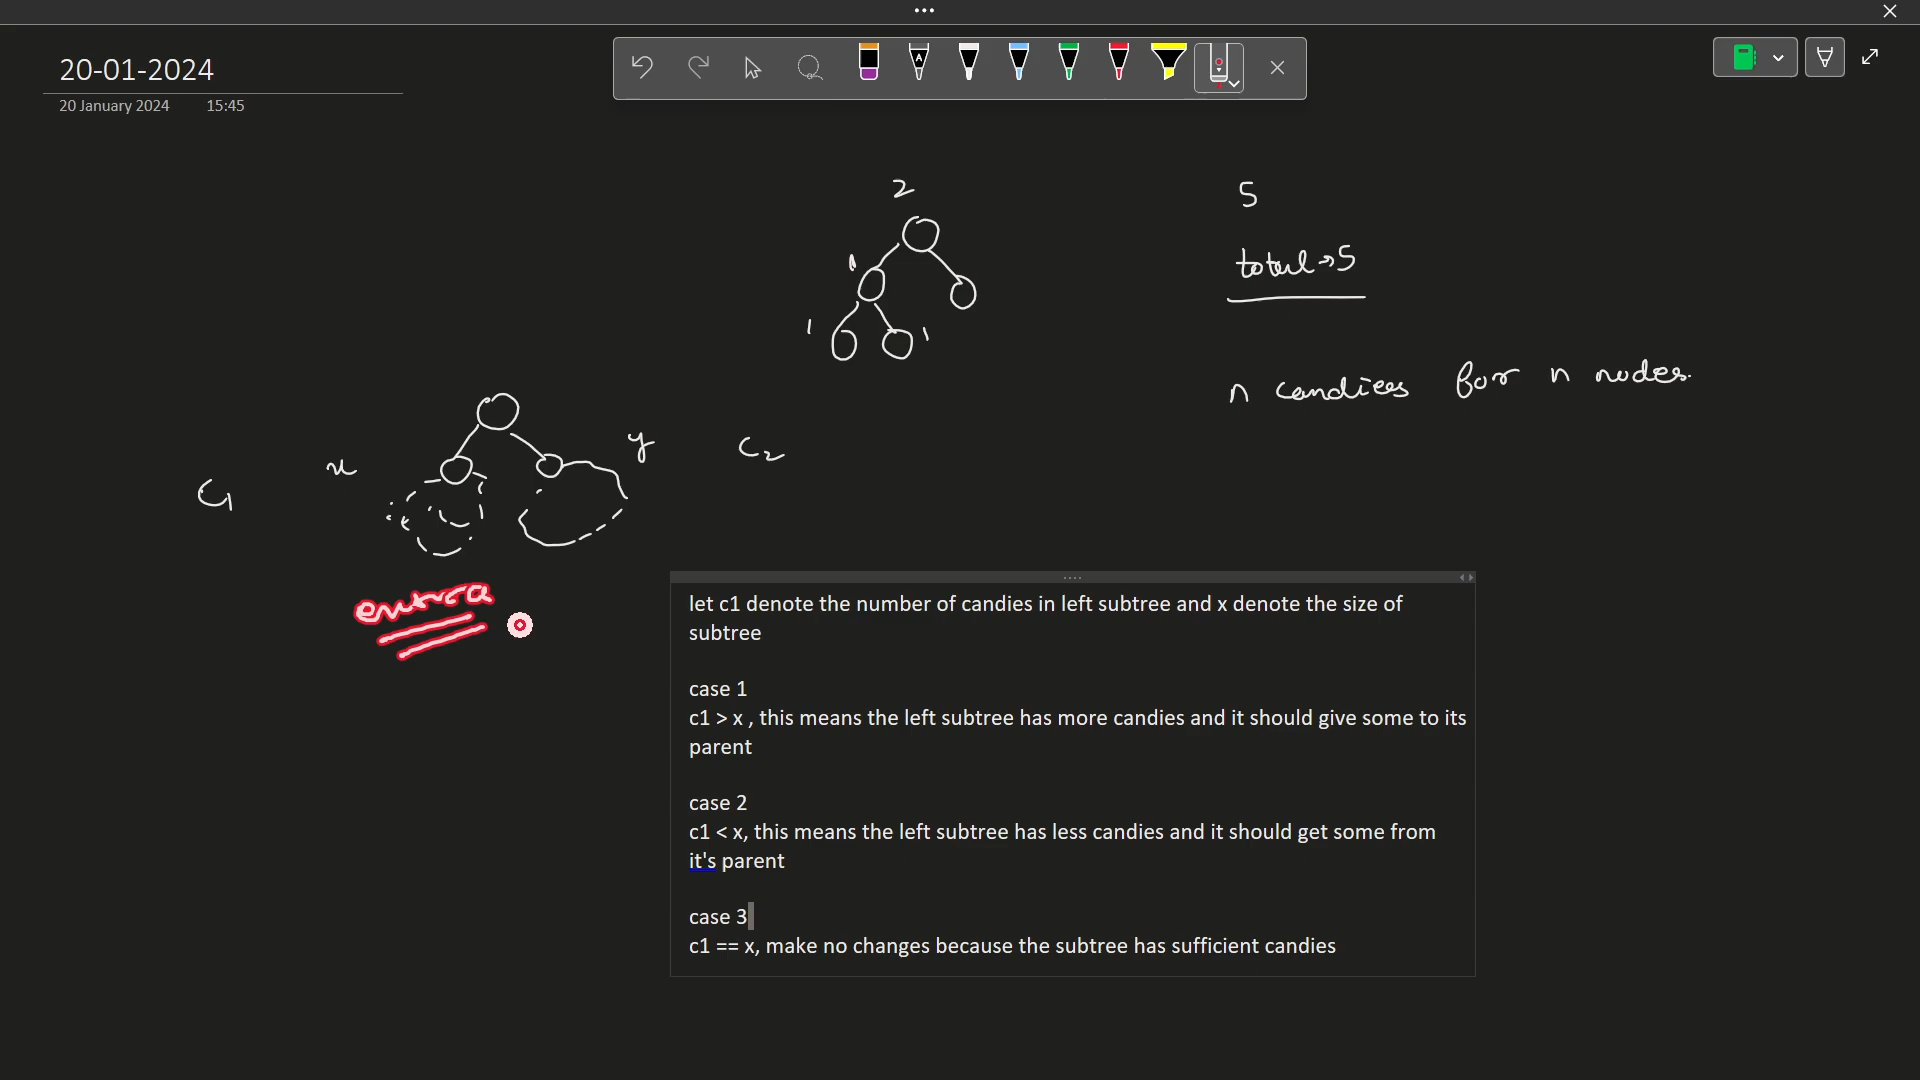 20-01-2024
20 January 2024 15:45
2
5
total → 5
1
1
1
n candies for n nodes.
x
y
C2
C1
extra
let c1 denote the number of candies in left subtree and x denote the size of
subtree
case 1
c1 > x , this means the left subtree has more candies and it should give some to its
parent
case 2
c1 < x, this means the left subtree has less candies and it should get some from
it's parent
case 3
c1 == x, make no changes because the subtree has sufficient candies